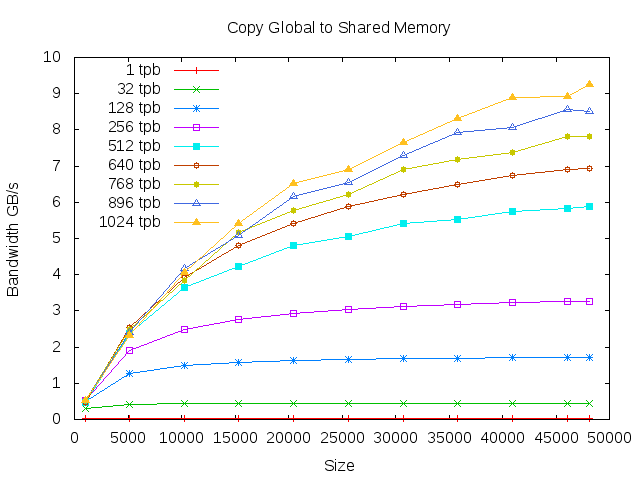 Copy Global to Shared Memory
10
9
8
7
6
5
4
3
2
1
0
Bandwidth GB/s
1 tpb
32 tpb
128 tpb
256 tpb
512 tpb
640 tpb
768 tpb
896 tpb
1024 tpb
0 5000 10000 15000 20000 25000 30000 35000 40000 45000 50000
Size